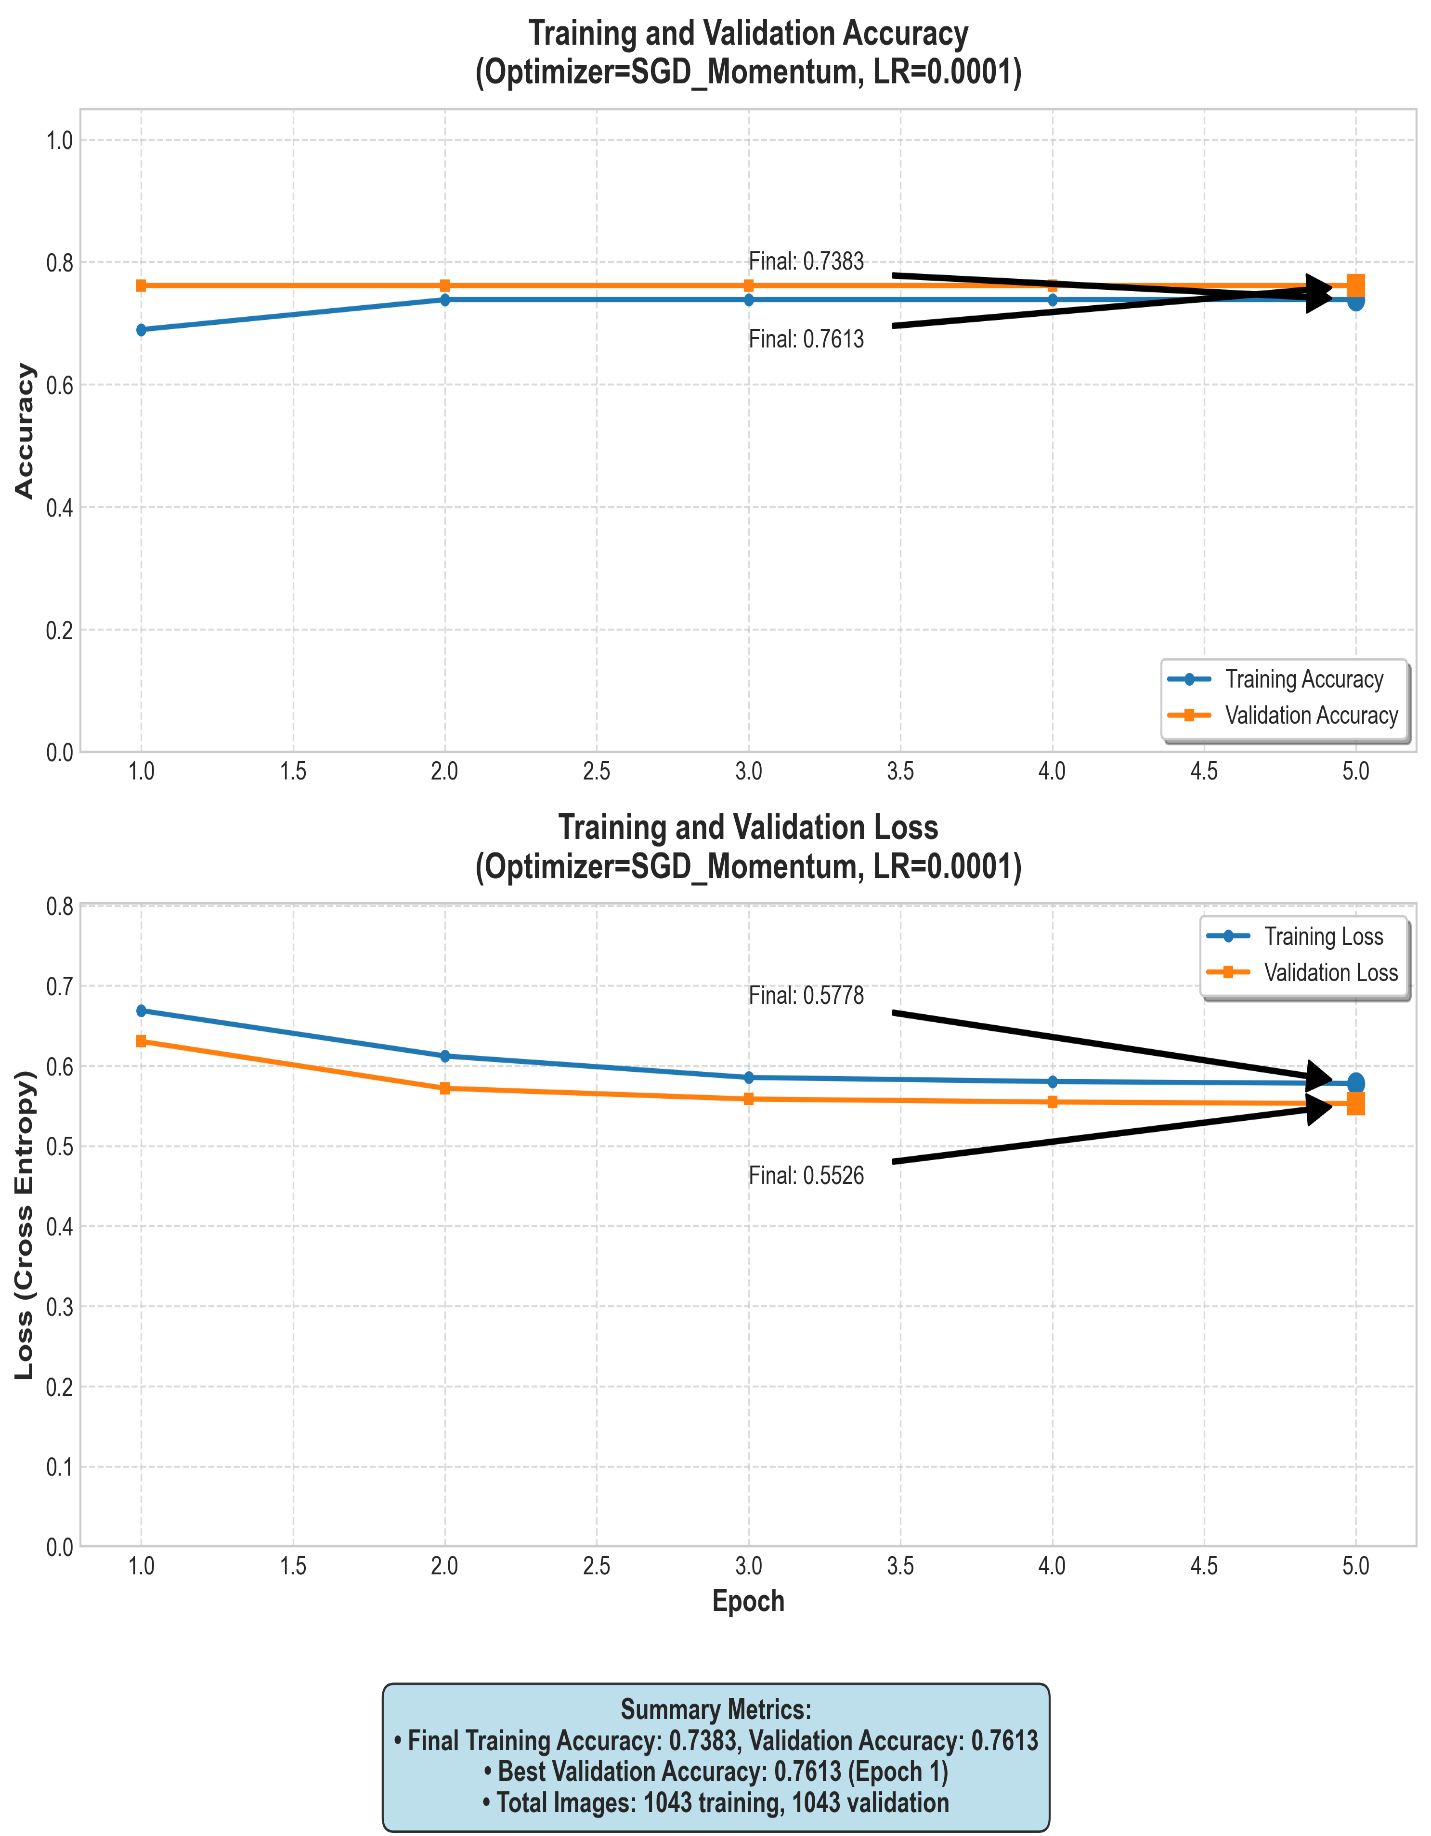 Training and Validation Accuracy
(Optimizer=SGD_Momentum, LR=0.0001)
Accuracy
1.0
0.8
0.6
0.4
0.2
0.0
Final: 0.7383
Final: 0.7613
Training Accuracy
Validation Accuracy
1.0 1.5 2.0 2.5 3.0 3.5 4.0 4.5 5.0
Training and Validation Loss
(Optimizer=SGD_Momentum, LR=0.0001)
Loss (Cross Entropy)
0.8
0.7
0.6
0.5
0.4
0.3
0.2
0.1
0.0
Training Loss
Validation Loss
Final: 0.5778
Final: 0.5526
1.0 1.5 2.0 2.5 3.0 3.5 4.0 4.5 5.0
Epoch
Summary Metrics:
• Final Training Accuracy: 0.7383, Validation Accuracy: 0.7613
• Best Validation Accuracy: 0.7613 (Epoch 1)
• Total Images: 1043 training, 1043 validation